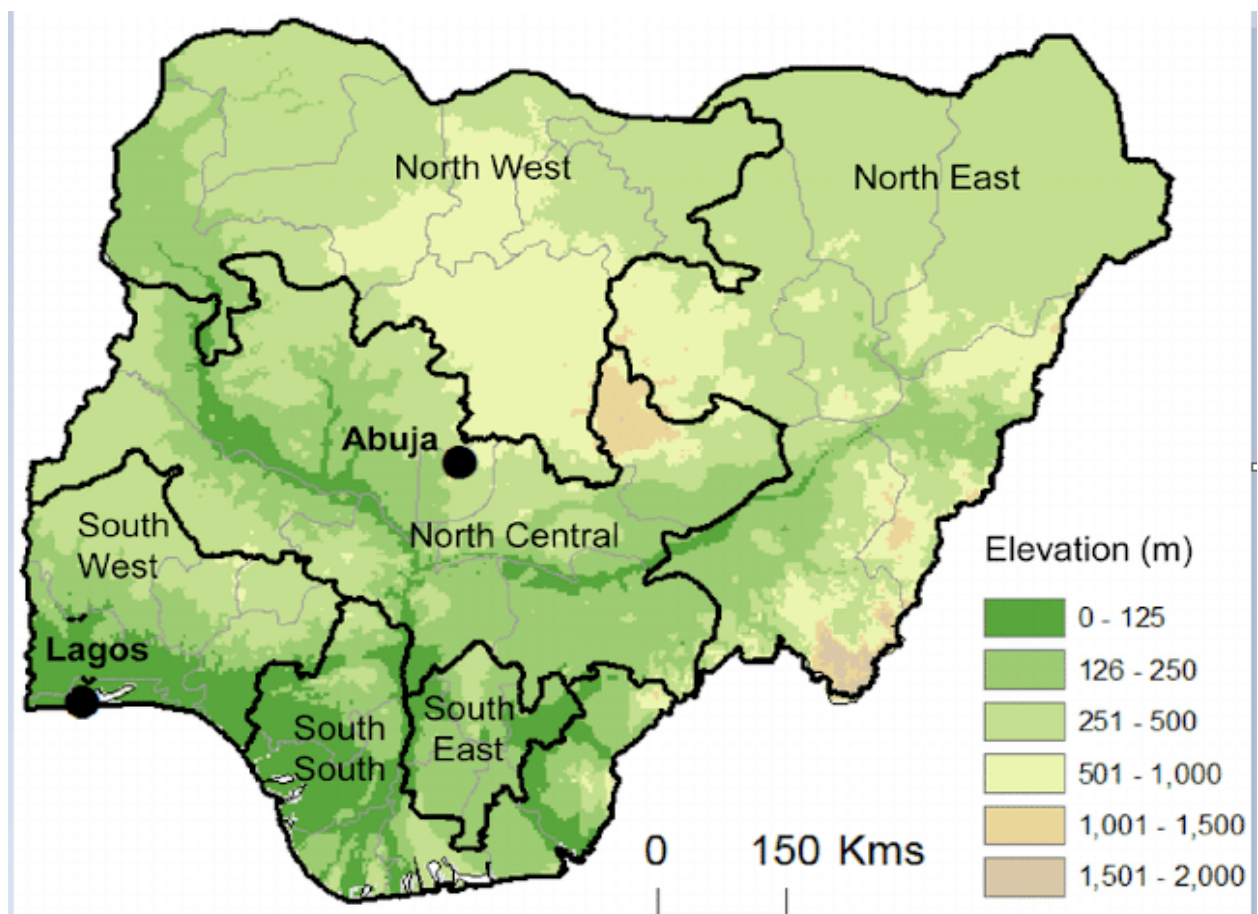 North West
North East
Abuja
North Central
South
West
Lagos
South
South
South
East
Elevation (m)
0 - 125
126 - 250
251 - 500
501 - 1,000
1,001 - 1,500
1,501 - 2,000
0 150 Kms